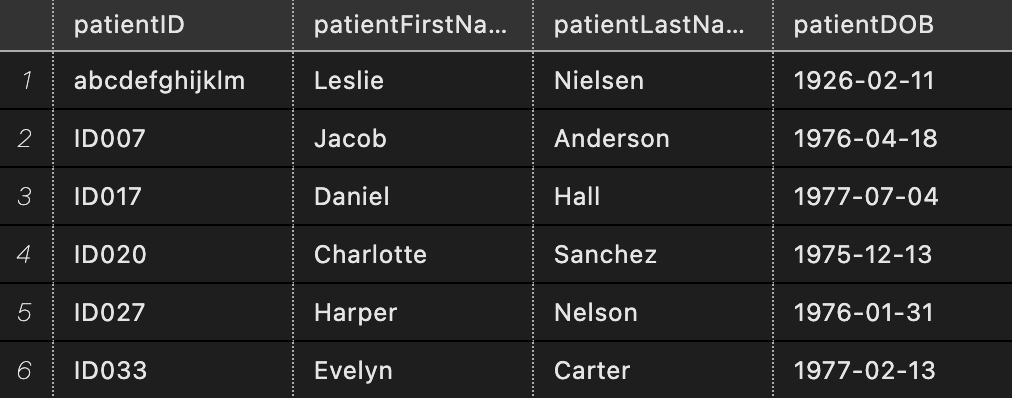 patientID patientFirstNa... patientLastNa... patientDOB
1 abcdefghijklm Leslie Nielsen 1926-02-11
2 ID007 Jacob Anderson 1976-04-18
3 ID017 Daniel Hall 1977-07-04
4 ID020 Charlotte Sanchez 1975-12-13
5 ID027 Harper Nelson 1976-01-31
6 ID033 Evelyn Carter 1977-02-13